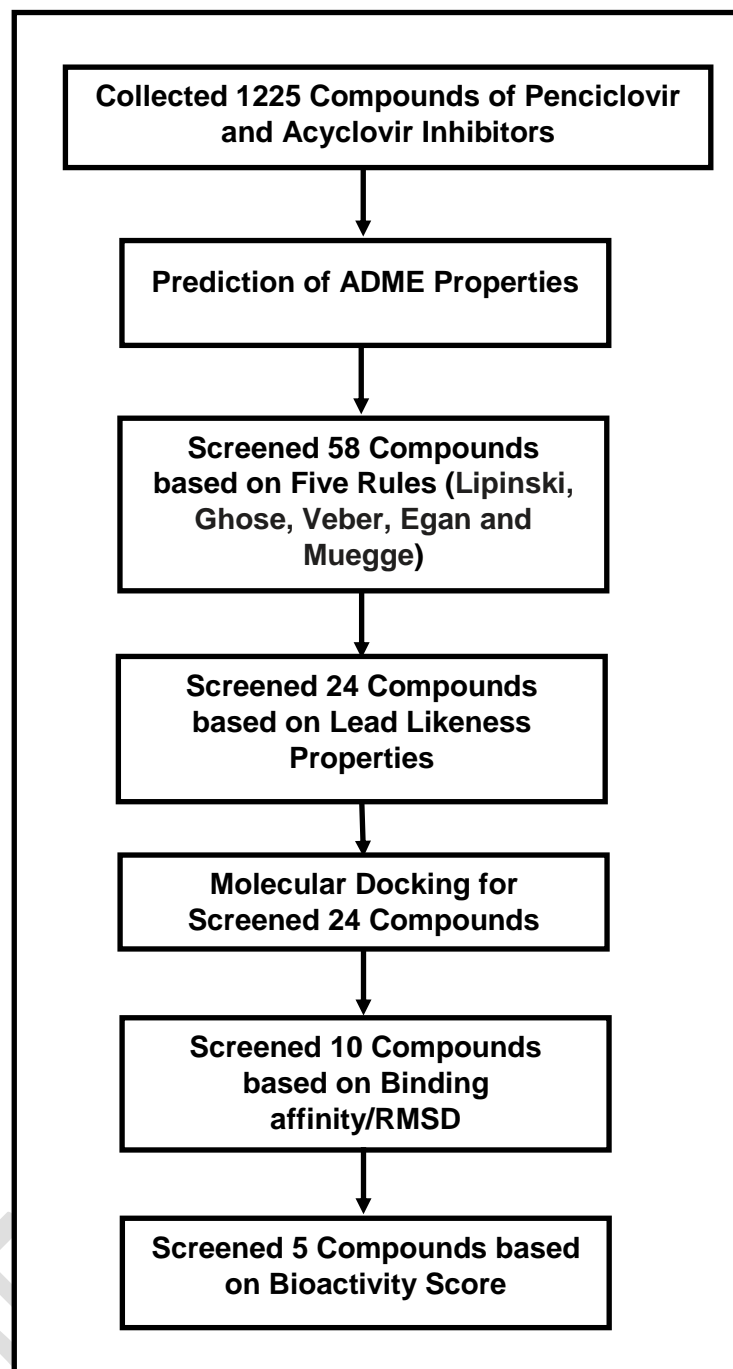 Collected 1225 Compounds of Penciclovir
and Acyclovir Inhibitors
Prediction of ADME Properties
Screened 58 Compounds
based on Five Rules (Lipinski,
Ghose, Veber, Egan and
Muegge)
Screened 24 Compounds
based on Lead Likeness
Properties
Molecular Docking for
Screened 24 Compounds
Screened 10 Compounds
based on Binding
affinity/RMSD
Screened 5 Compounds based
on Bioactivity Score